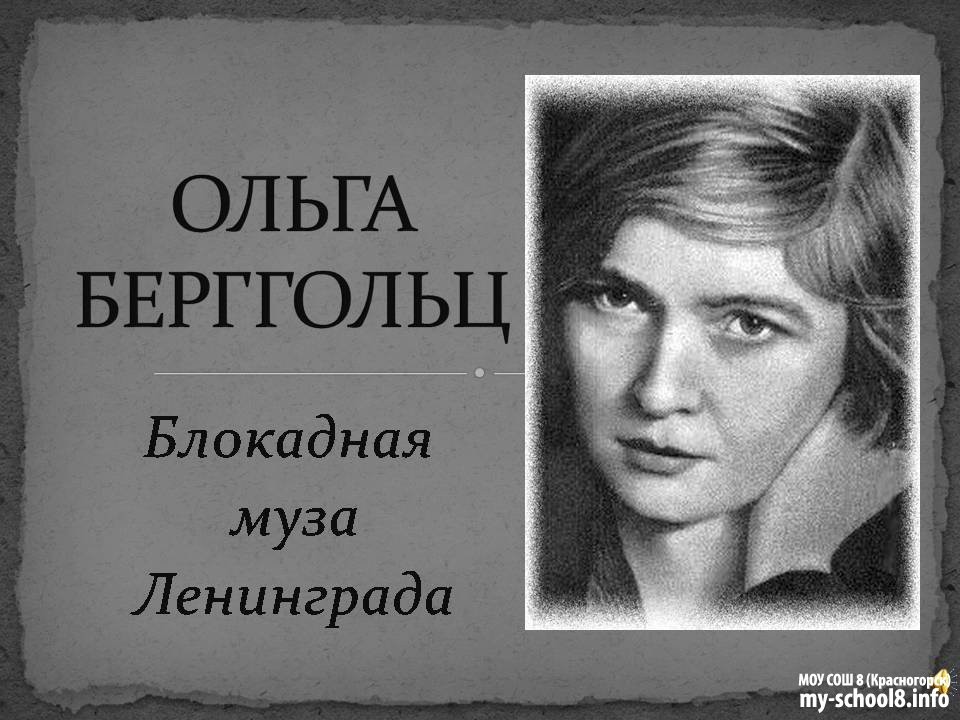 ОЛЬГА
БЕРГГОЛЬЦ
Блокадная
муза
Ленинграда
МОУ СОШ 8 (Красногорск)
my-school8.info